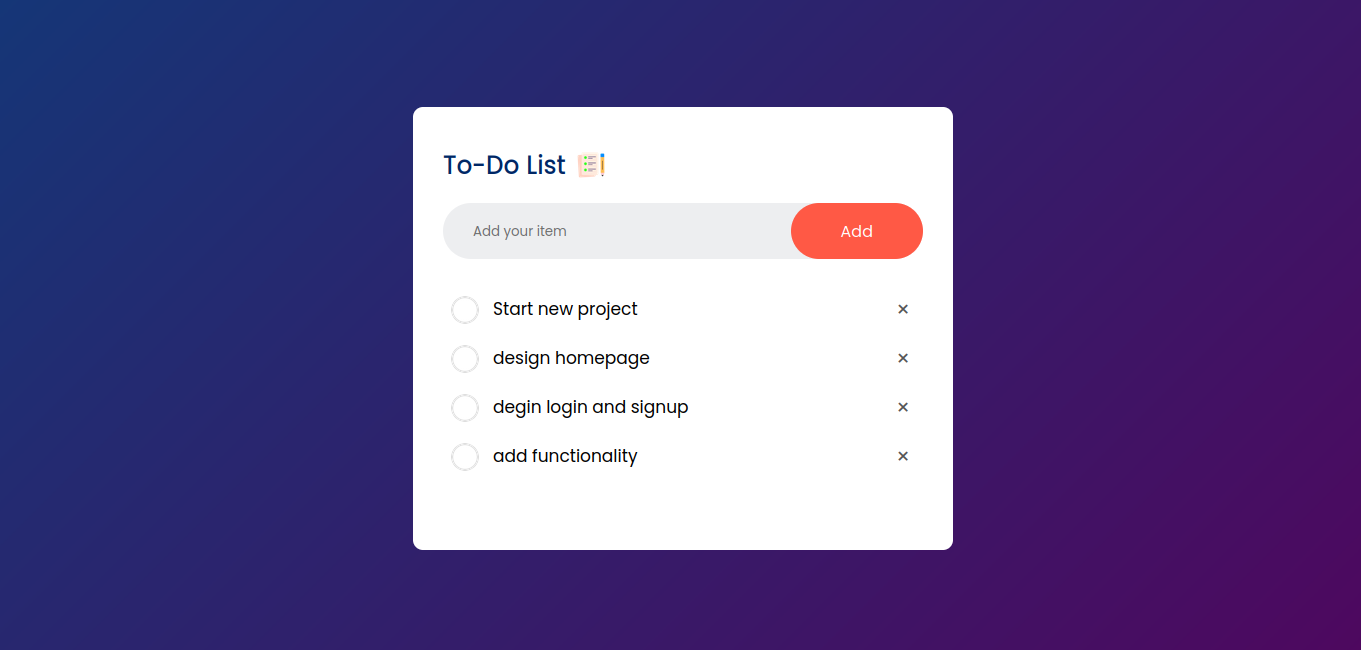 To-Do List
Add your item
Add
Start new project
×
design homepage
×
degin login and signup
×
add functionality
×